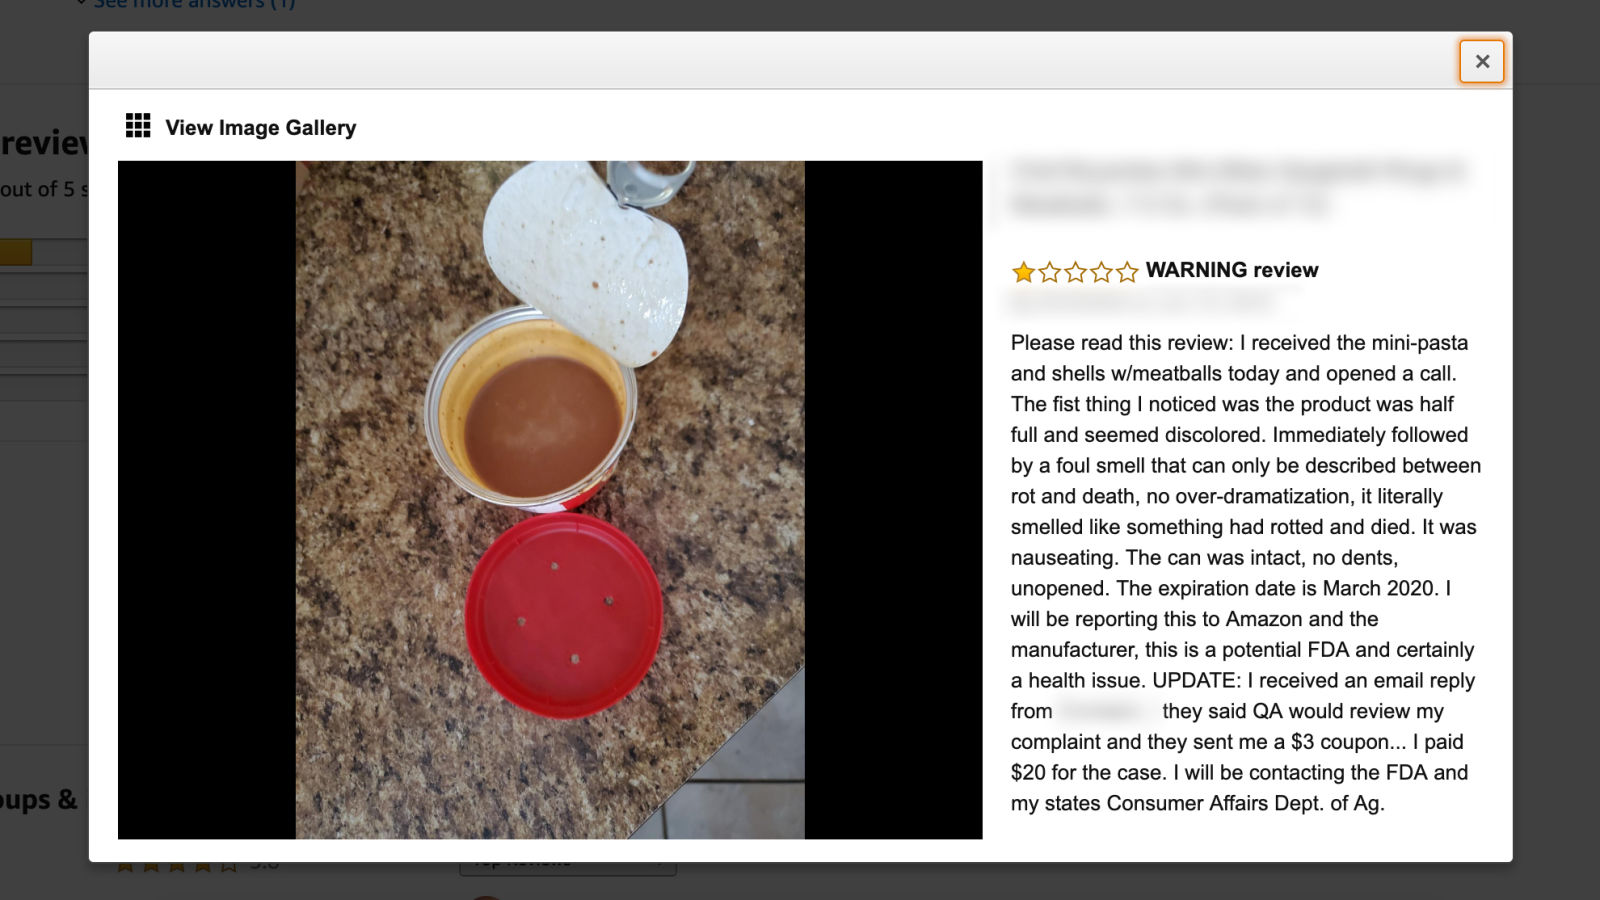 See more answers (1)
View Image Gallery
out of 5
WARNING review
Please read this review: I received the mini-pasta
and shells w/meatballs today and opened a call.
The fist thing I noticed was the product was half
full and seemed discolored. Immediately followed
by a foul smell that can only be described between
rot and death, no over-dramatization, it literally
smelled like something had rotted and died. It was
nauseating. The can was intact, no dents,
unopened. The expiration date is March 2020. I
will be reporting this to Amazon and the
manufacturer, this is a potential FDA and certainly
a health issue. UPDATE: I received an email reply
from they said QA would review my
complaint and they sent me a $3 coupon... I paid
$20 for the case. I will be contacting the FDA and
my states Consumer Affairs Dept. of Ag.
oups &